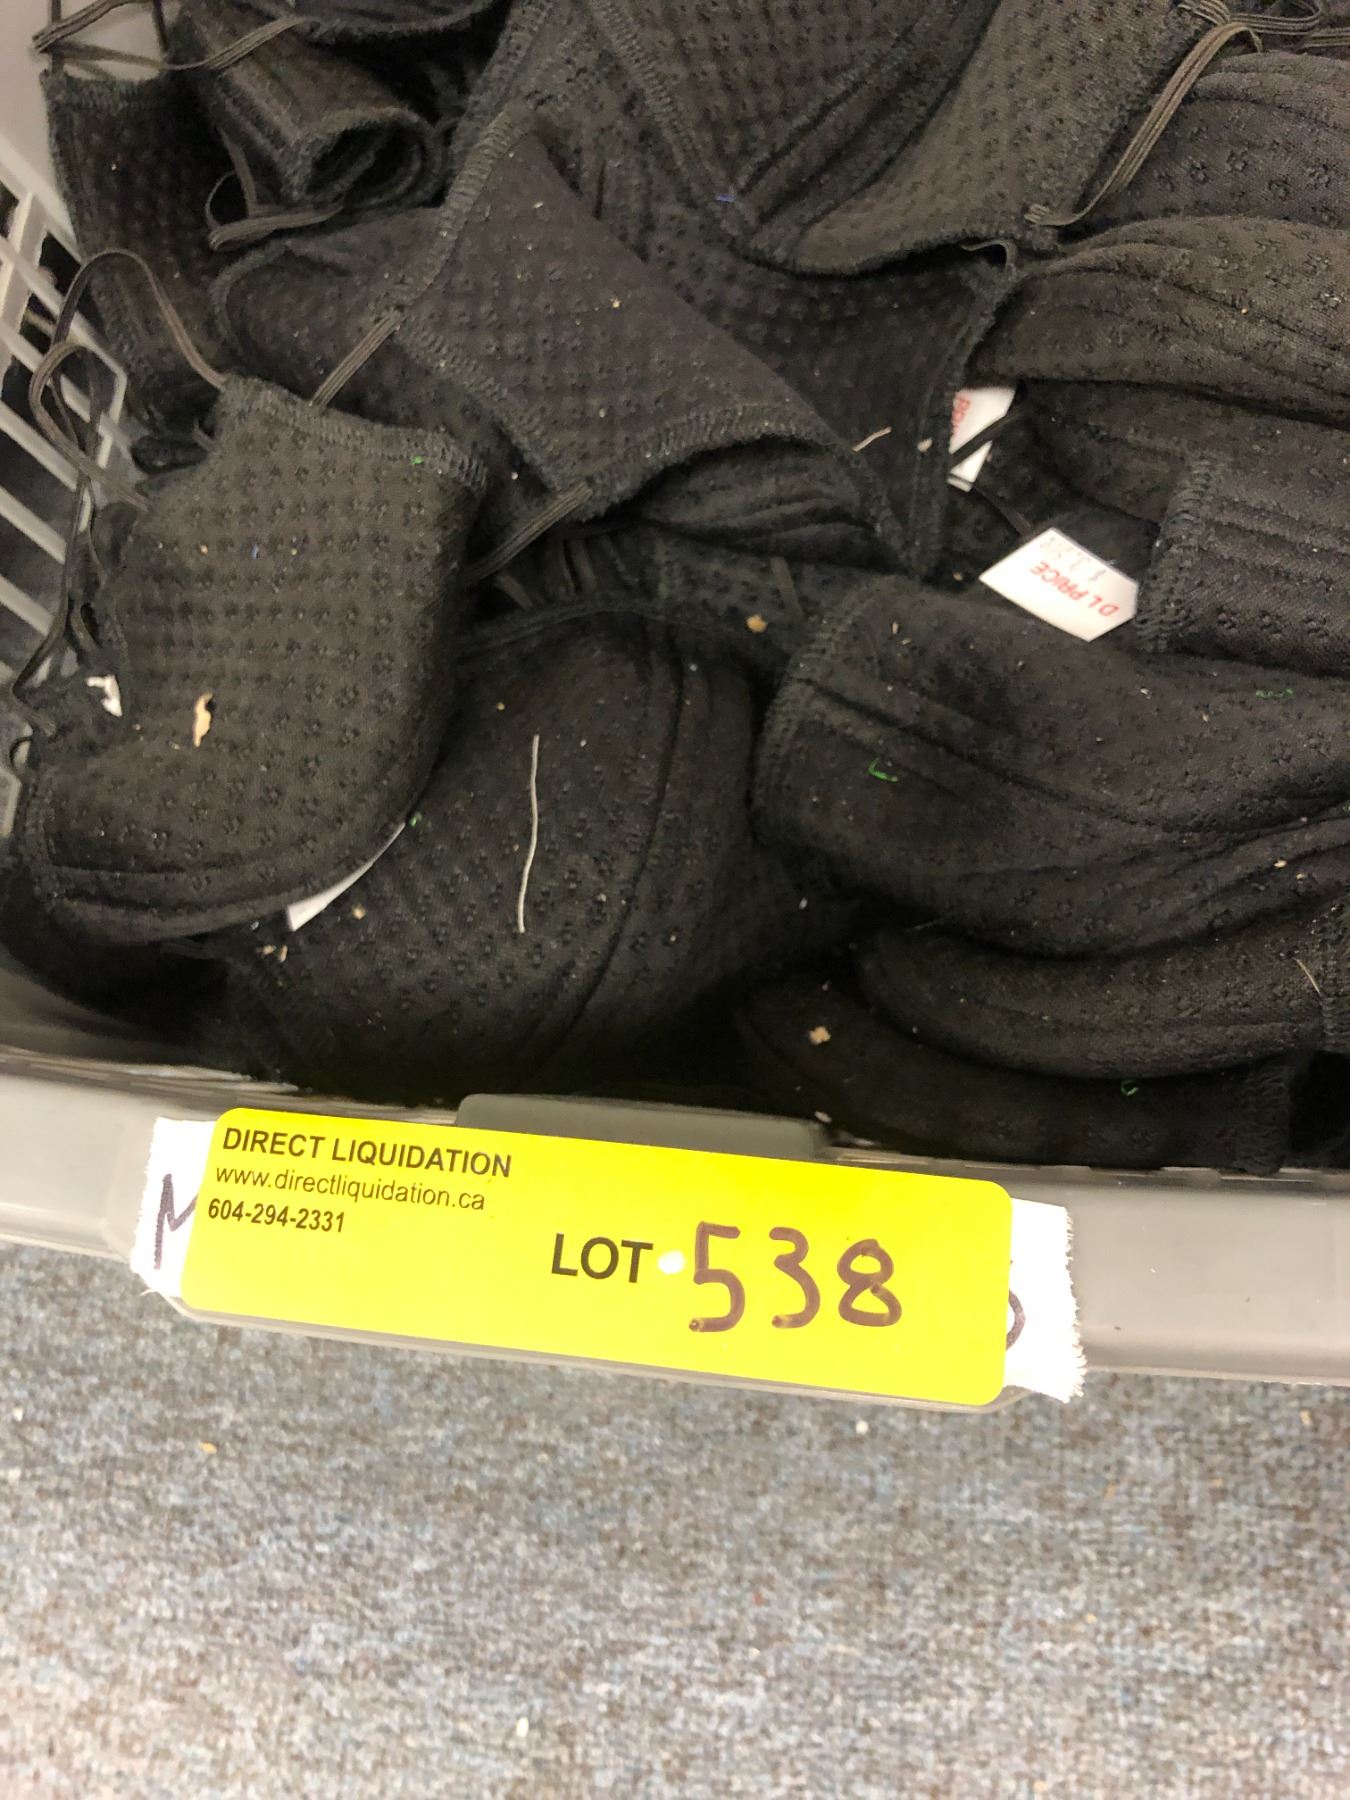 DL PRICE
DIRECT LIQUIDATION
www.directliquidation.ca
604-294-2331
LOT 538
M